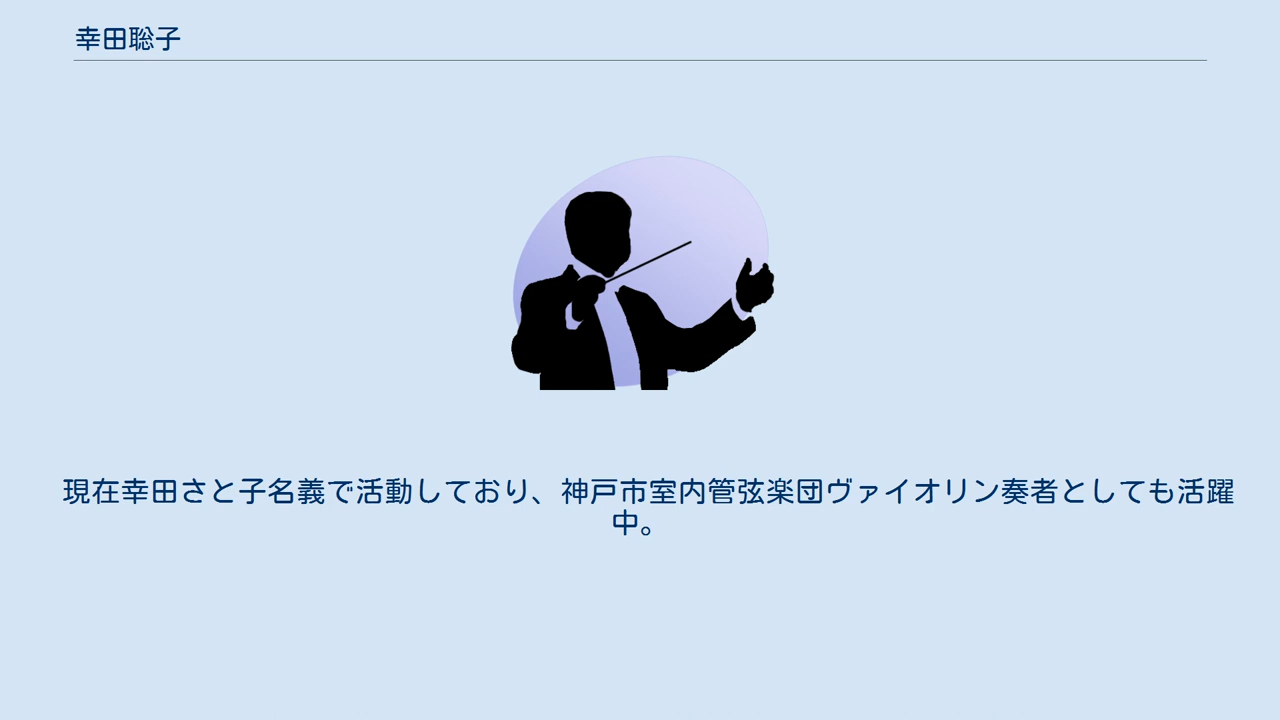 幸田聡子
現在幸田さと子名義で活動しており、神戸市室内管弦楽団ヴァイオリン奏者としても活躍
中。